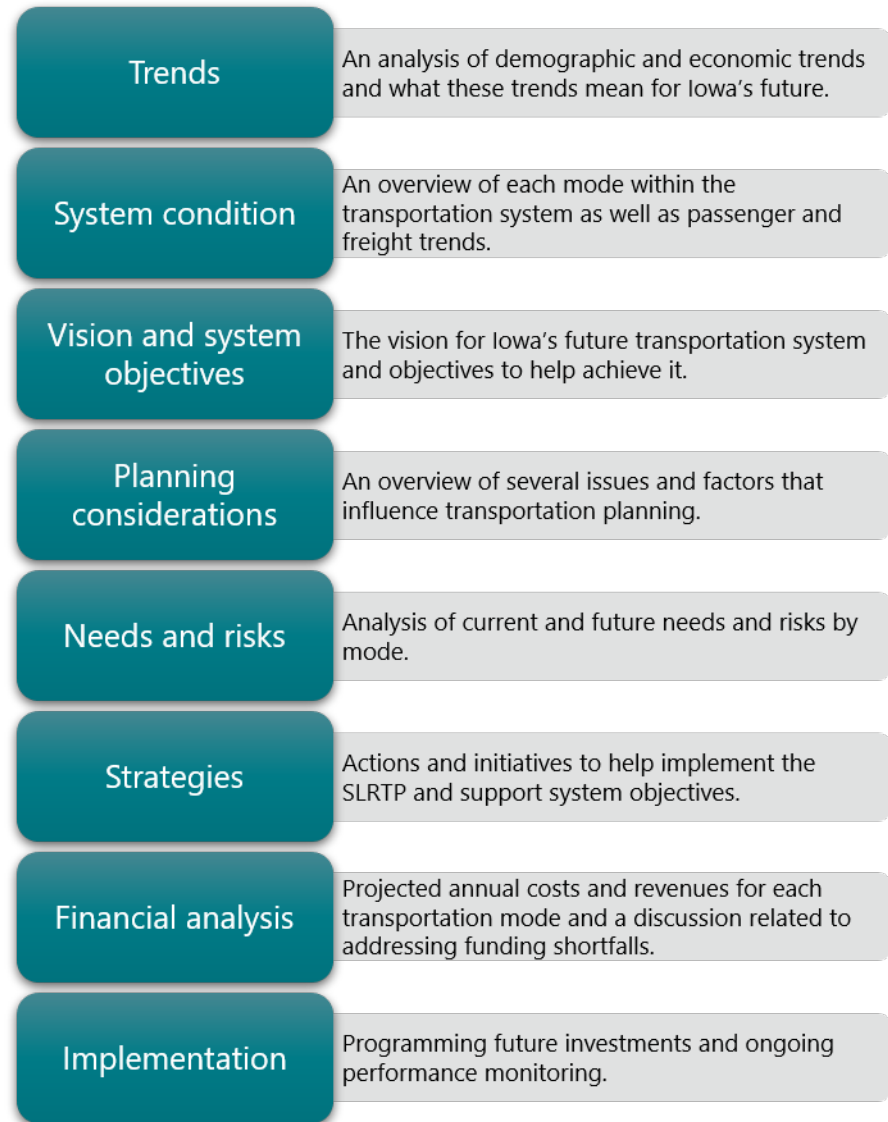 Trends
An analysis of demographic and economic trends
and what these trends mean for Iowa’s future.
System condition
An overview of each mode within the
transportation system as well as passenger and
freight trends.
Vision and system
objectives
The vision for Iowa’s future transportation system
and objectives to help achieve it.
Planning
considerations
An overview of several issues and factors that
influence transportation planning.
Needs and risks
Analysis of current and future needs and risks by
mode.
Strategies
Actions and initiatives to help implement the
SLRTP and support system objectives.
Financial analysis
Projected annual costs and revenues for each
transportation mode and a discussion related to
addressing funding shortfalls.
Implementation
Programming future investments and ongoing
performance monitoring.